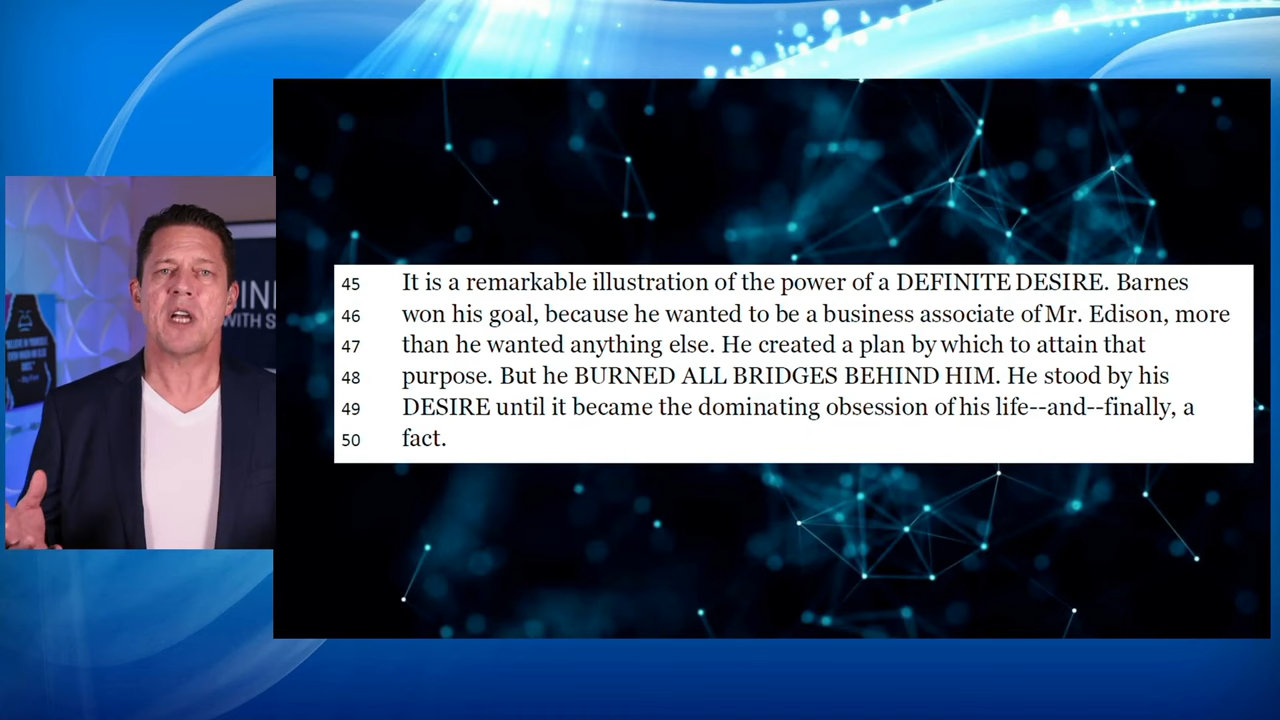 45 It is a remarkable illustration of the power of a DEFINITE DESIRE. Barnes
46 won his goal, because he wanted to be a business associate of Mr. Edison, more
47 than he wanted anything else. He created a plan by which to attain that
48 purpose. But he BURNED ALL BRIDGES BEHIND HIM. He stood by his
49 DESIRE until it became the dominating obsession of his life--and--finally, a
50 fact.
WITH S